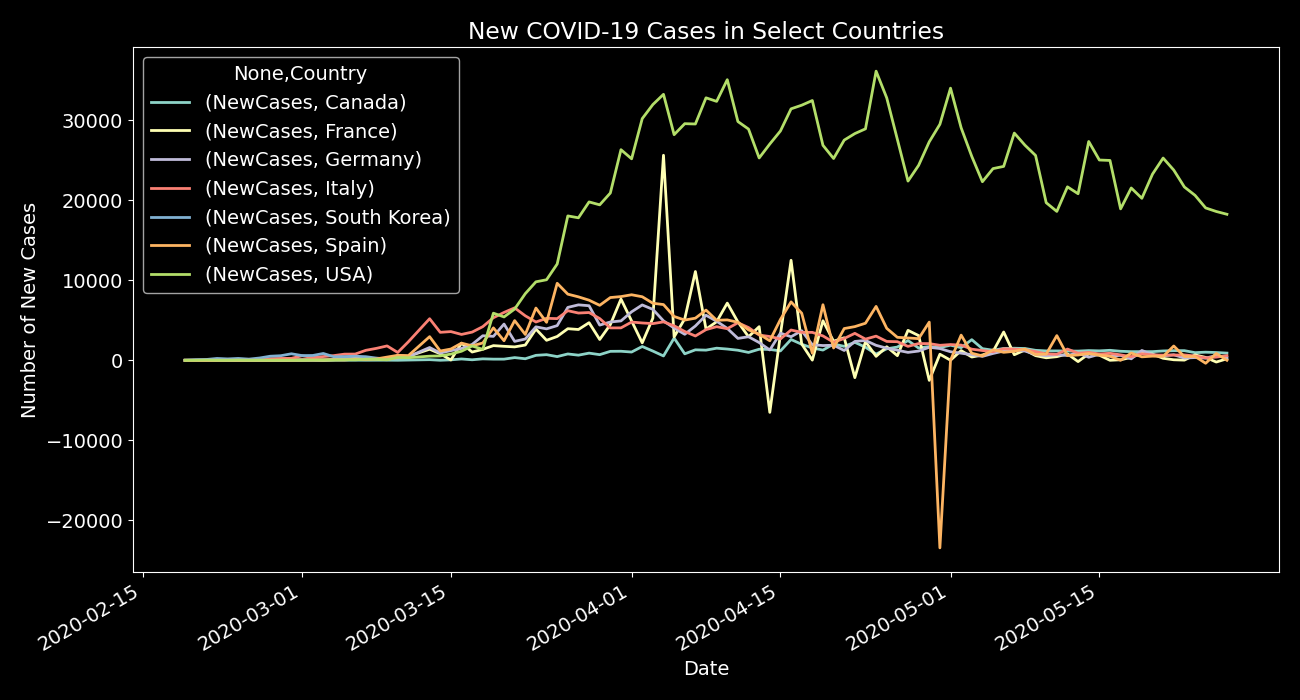 New COVID-19 Cases in Select Countries
None,Country
(NewCases, Canada)
(NewCases, France)
(NewCases, Germany)
(NewCases, Italy)
(NewCases, South Korea)
(NewCases, Spain)
(NewCases, USA)
Number of New Cases
30000
20000
10000
0
−10000
−20000
2020-02-15
2020-03-01
2020-03-15
2020-04-01
2020-04-15
2020-05-01
2020-05-15
Date